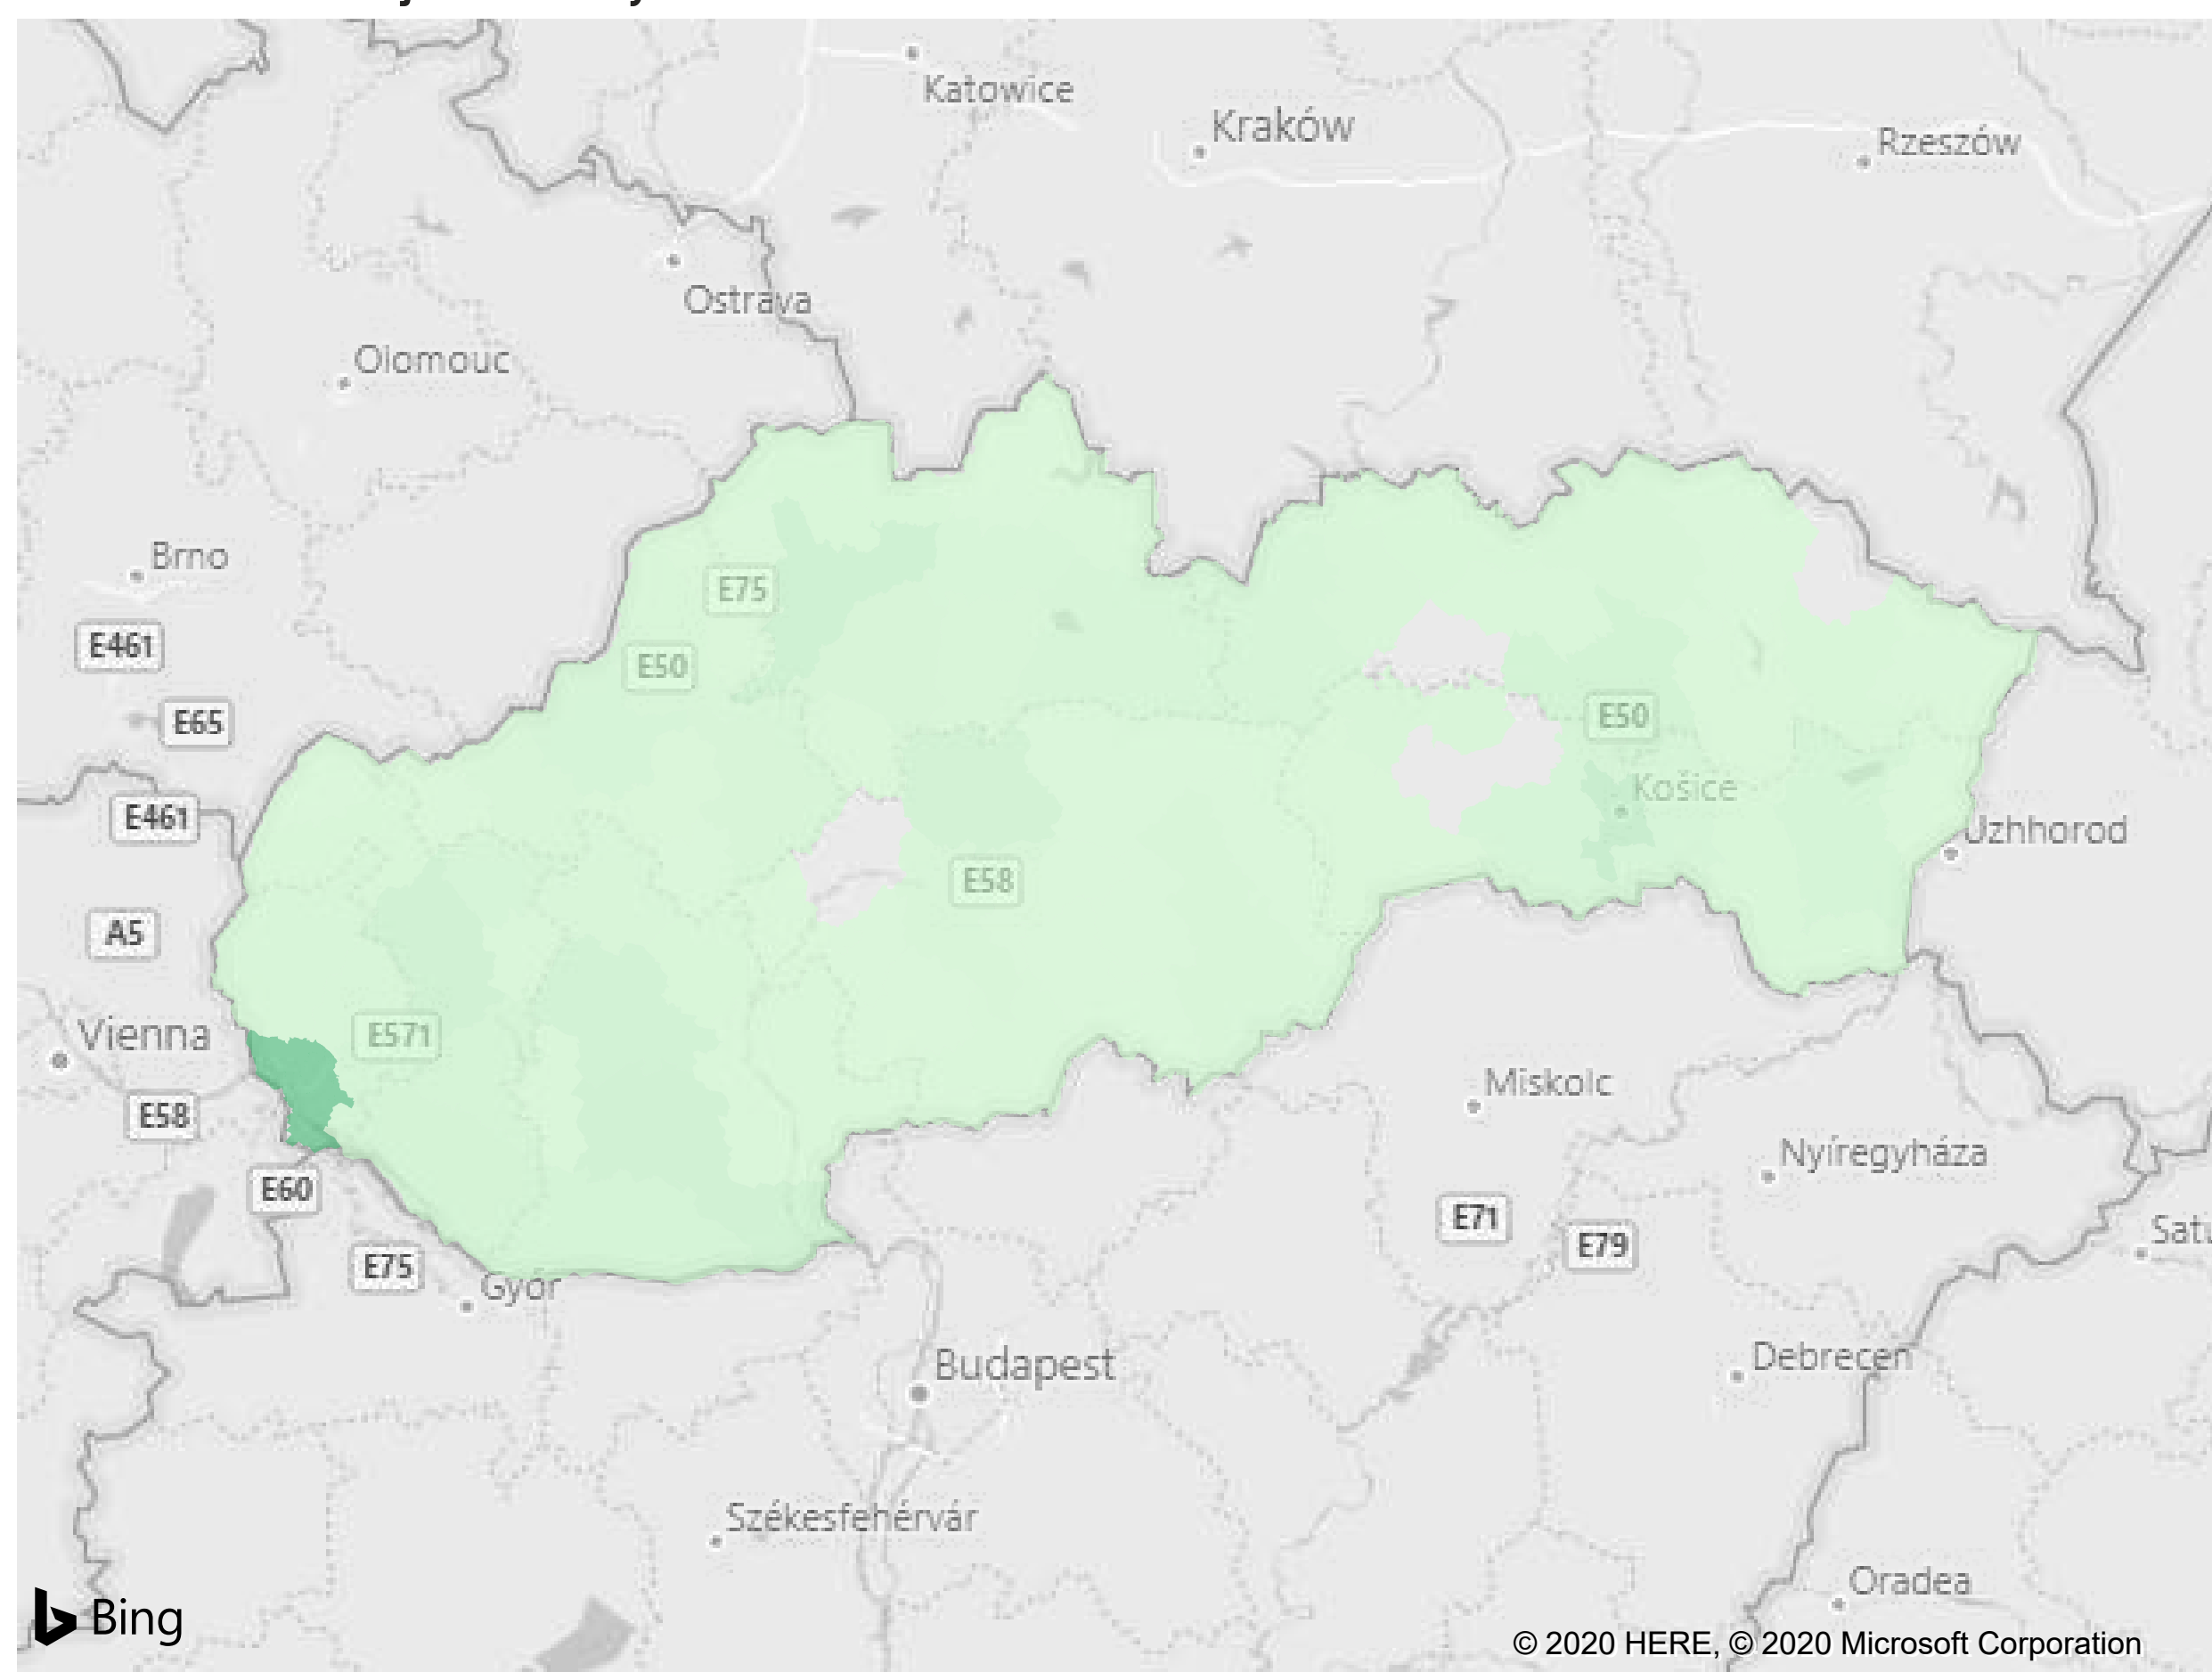 Katowice
Kraków
Rzeszów
Ostrava
Olomouc
Brno
E75
E461
E50
E65
E50
Košice
E461
Uzhhorod
E58
A5
Vienna
E571
Miskolc
E58
Nyíregyháza
E60
E71
E79
E75
Győr
Budapest
Debrecen
Székesfehérvár
Oradea
Bing
© 2020 HERE, © 2020 Microsoft Corporation